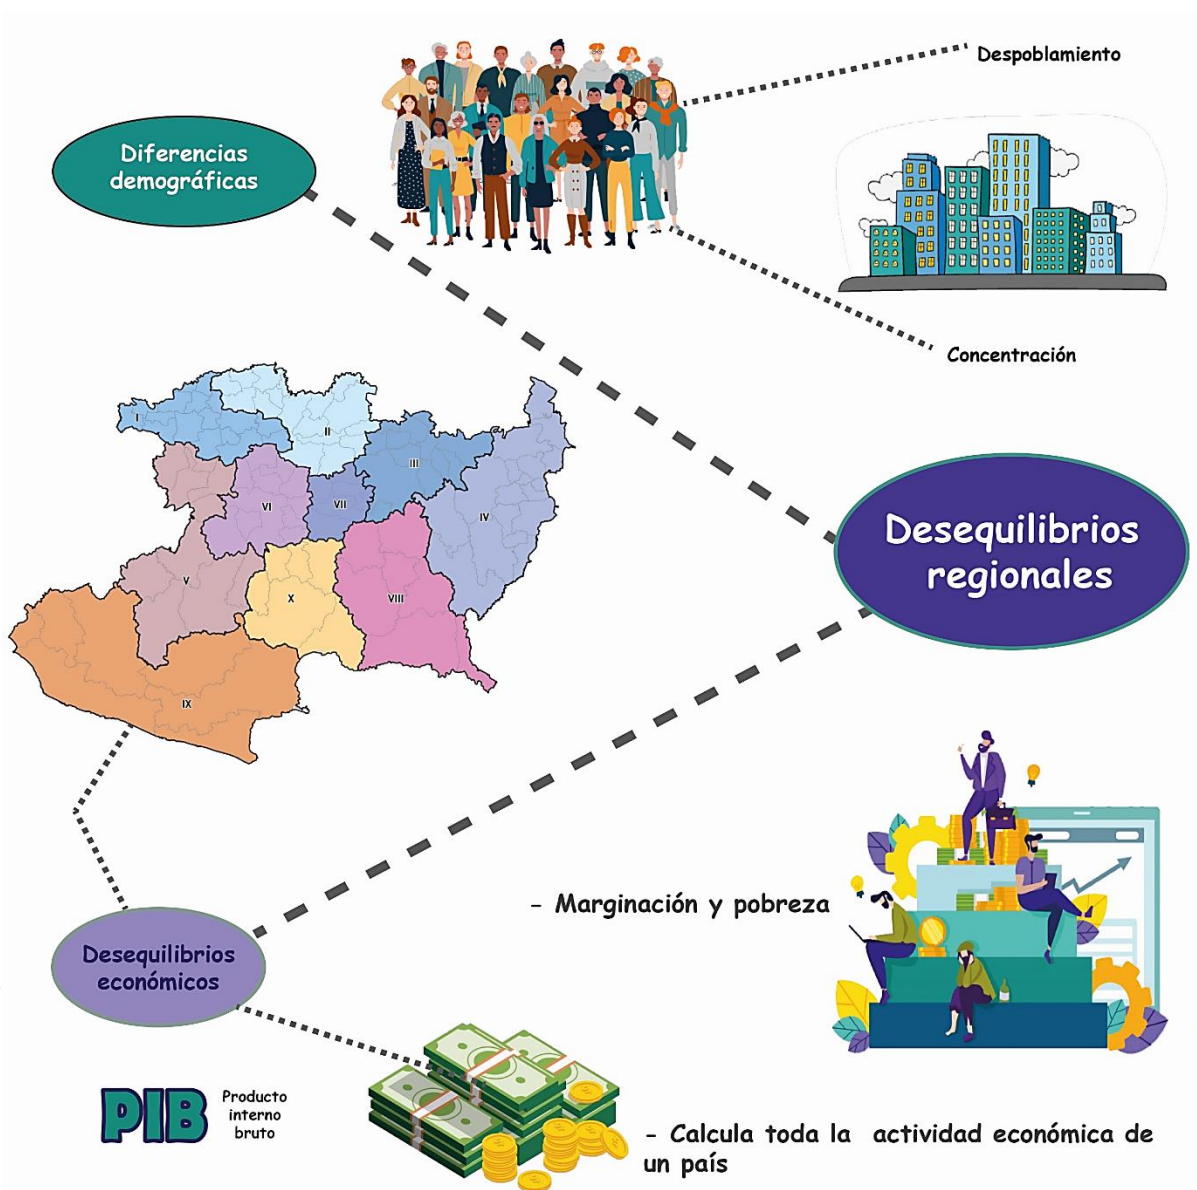 Despoblamiento
Diferencias
demográficas
Concentración
I
II
III
IV
VI
VII
V
X
VIII
IX
Desequilibrios
regionales
- Marginación y pobreza
Desequilibrios
económicos
PIB
Producto
interno
bruto
- Calcula toda la actividad económica de
un país